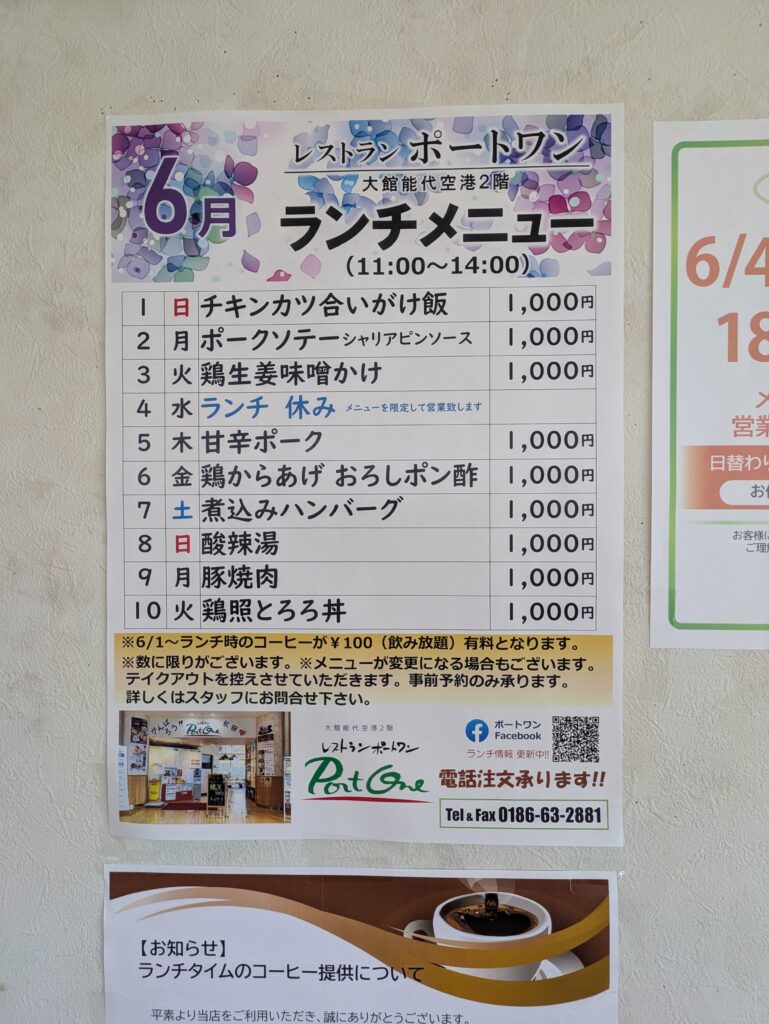 6月
レストラン ポートワン
大館能代空港2階
ランチメニュー
(11:00～14:00)
1 日 チキンカツ合いがけ飯 1,000円
2 月 ポークソテーシャリアピンソース 1,000円
3 火 鶏生姜味噌かけ 1,000円
4 水 ランチ 休み メニューを限定して営業致します
5 木 甘辛ポーク 1,000円
6 金 鶏からあげ おろしポン酢 1,000円
7 土 煮込みハンバーグ 1,000円
8 日 酸辣湯 1,000円
9 月 豚焼肉 1,000円
10 火 鶏照とろろ丼 1,000円
※6/1～ランチ時のコーヒーが￥100（飲み放題）有料となります。
※数に限りがございます。※メニューが変更になる場合もございます。
テイクアウトを控えさせていただきます。事前予約のみ承ります。
詳しくはスタッフにお問合せ下さい。
Port One
大館能代空港2階
レストラン ポートワン
Port One
ポートワン
Facebook
ランチ情報 更新中!!
電話注文承ります!!
Tel & Fax 0186-63-2881
【お知らせ】
ランチタイムのコーヒー提供について
平素より当店をご利用いただき、誠にありがとうございます。
6/4
18
営業
日替わり
お客様に
ご理